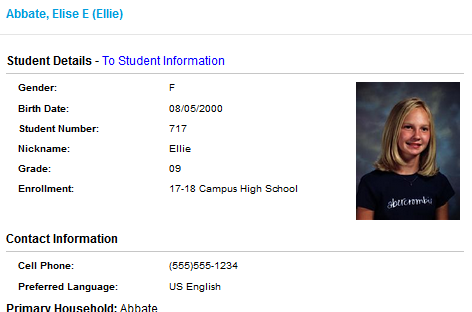 Abbate, Elise E (Ellie)
Student Details - To Student Information
Gender: F
Birth Date: 08/05/2000
Student Number: 717
Nickname: Ellie
Grade: 09
Enrollment: 17-18 Campus High School
abercrombie
Contact Information
Cell Phone: (555)555-1234
Preferred Language: US English
Primary Household: Abbate